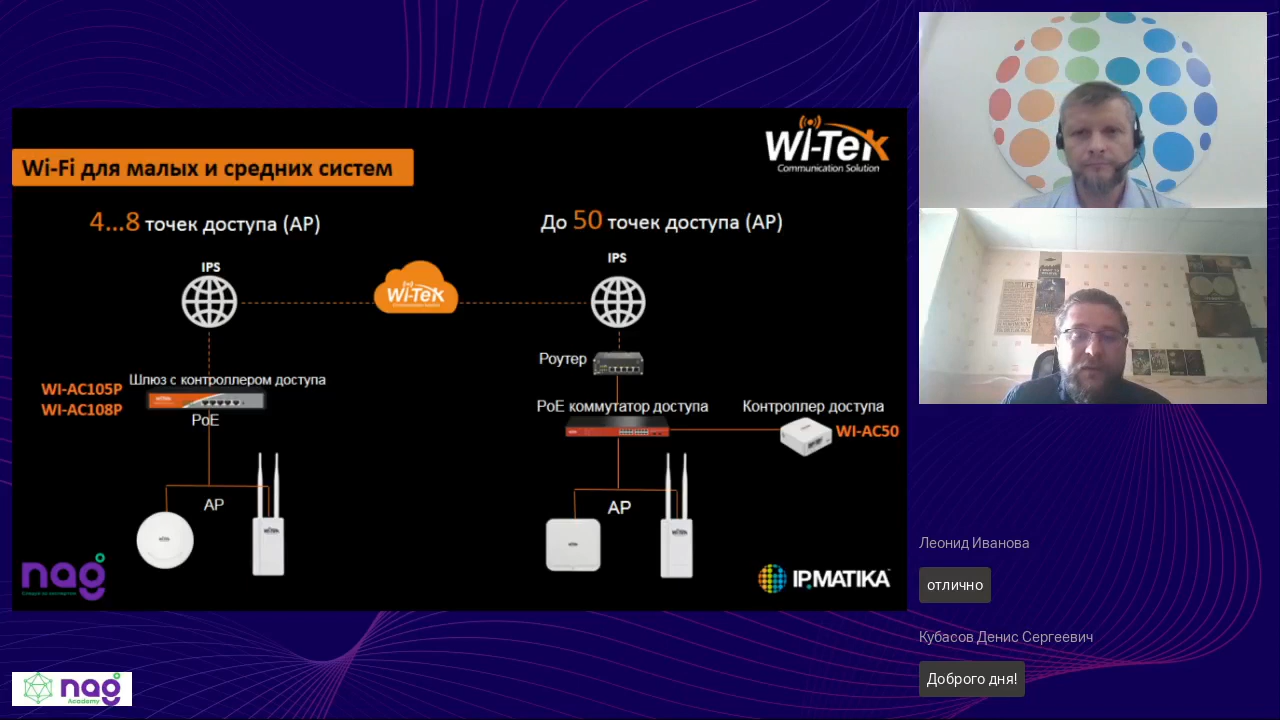 Wi-Tek
Communication Solution
Wi-Fi для малых и средних систем
4...8 точек доступа (AP)
До 50 точек доступа (AP)
IPS
IPS
Wi-Tek
Роутер
Шлюз с контроллером доступа
WI-AC105P
WI-AC108P
PoE
PoE коммутатор доступа
Контроллер доступа
WI-AC50
AP
AP
nag
IPMATIKA
Леонид Иванова
отлично
Кубасов Денис Сергеевич
Доброго дня!
nag
Academy